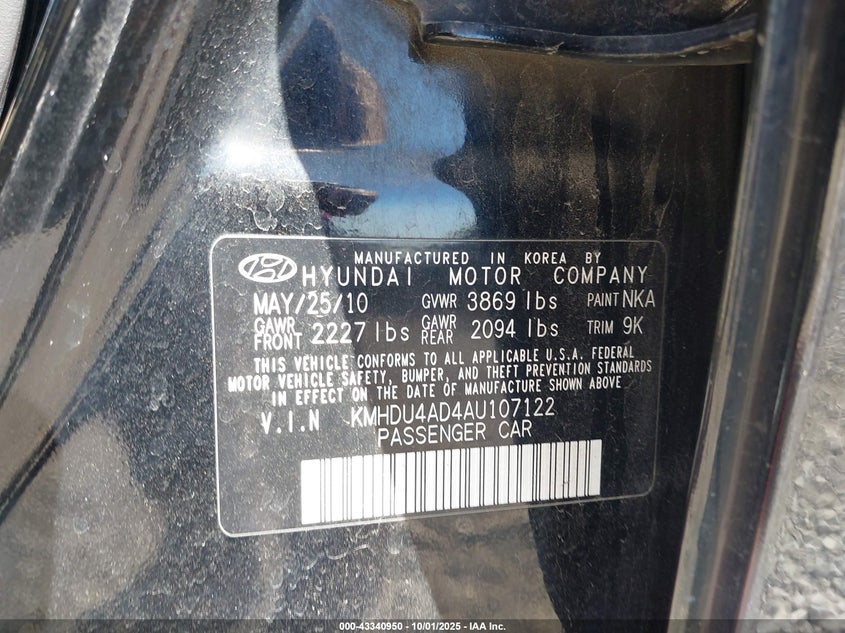 MANUFACTURED IN KOREA BY
HYUNDAI MOTOR COMPANY
MAY/25/10 GVWR 3869 lbs PAINT NKA
GAWR FRONT 2227 lbs GAWR REAR 2094 lbs TRIM 9K
THIS VEHICLE CONFORMS TO ALL APPLICABLE U.S.A. FEDERAL
MOTOR VEHICLE SAFETY, BUMPER, AND THEFT PREVENTION STANDARDS
IN EFFECT ON THE DATE OF MANUFACTURE SHOWN ABOVE
V.I.N KMHDU4AD4AU107122
PASSENGER CAR
000-43340950 - 10/01/2025 - IAA Inc.